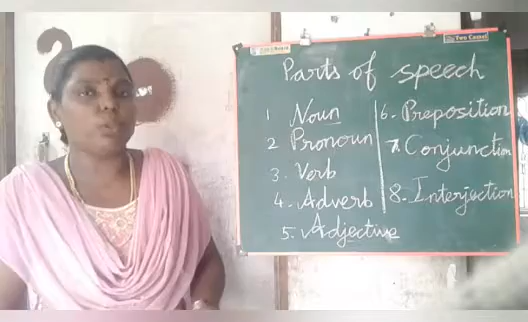 Parts of speech
1 Noun
2 Pronoun
3. Verb
4. Adverb
5. Adjective
6. Preposition
7. Conjunction
8. Interjection